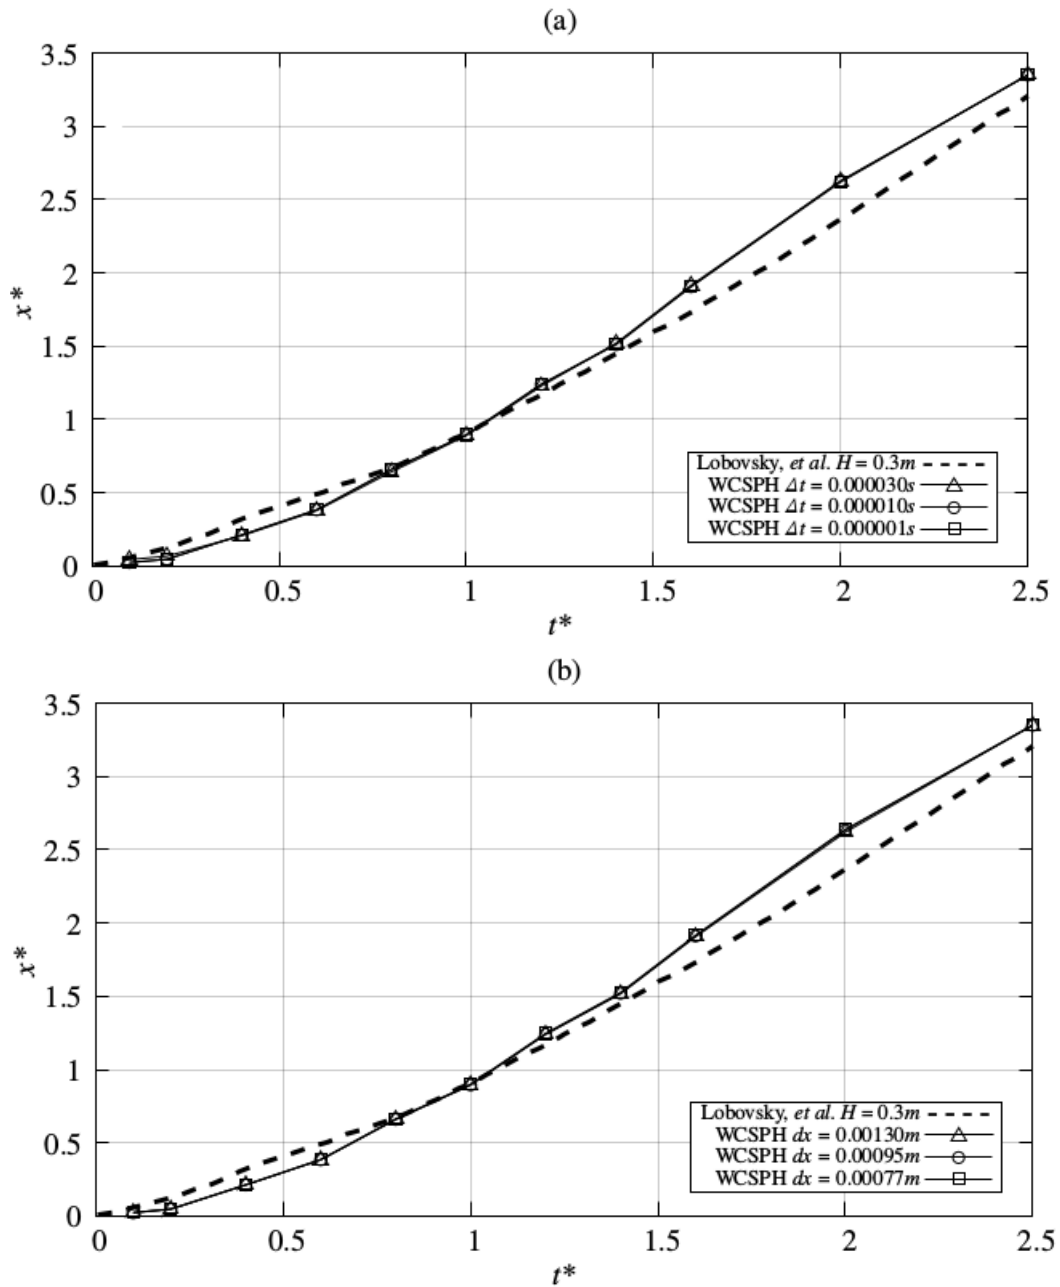 (a)
3.5
3
2.5
2
1.5
1
0.5
0
x*
Lobovsky, et al. H = 0.3m
WCSPH Δt = 0.000030s
WCSPH Δt = 0.000010s
WCSPH Δt = 0.000001s
0 0.5 1 1.5 2 2.5
t*
(b)
3.5
3
2.5
2
1.5
1
0.5
0
x*
Lobovsky, et al. H = 0.3m
WCSPH dx = 0.00130m
WCSPH dx = 0.00095m
WCSPH dx = 0.00077m
0 0.5 1 1.5 2 2.5
t*